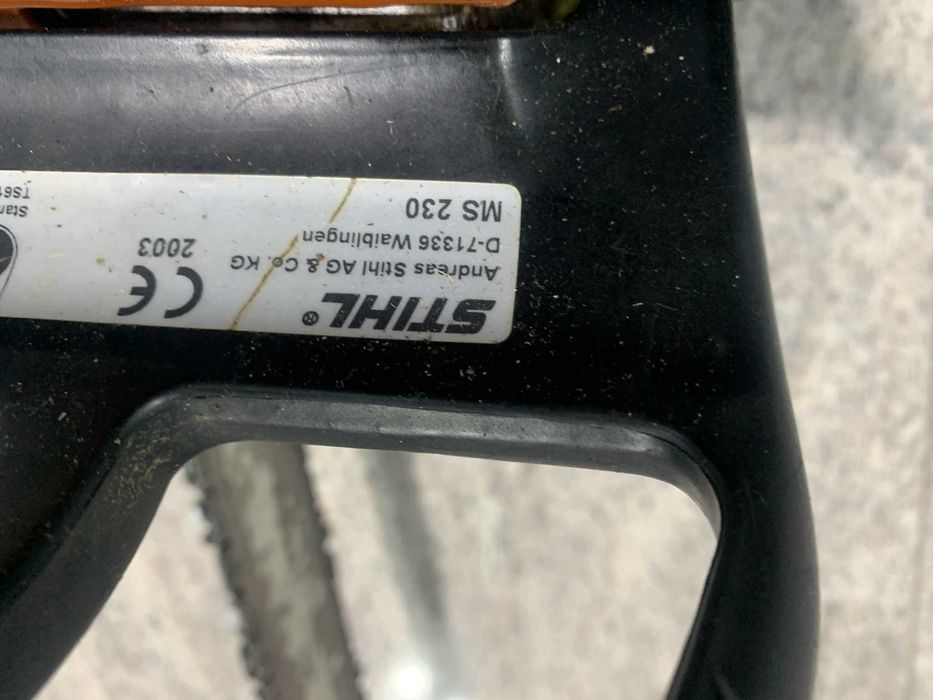 STIHL®
Andreas Stihl AG & Co. KG
D-71336 Waiblingen
MS 230
CE
2003